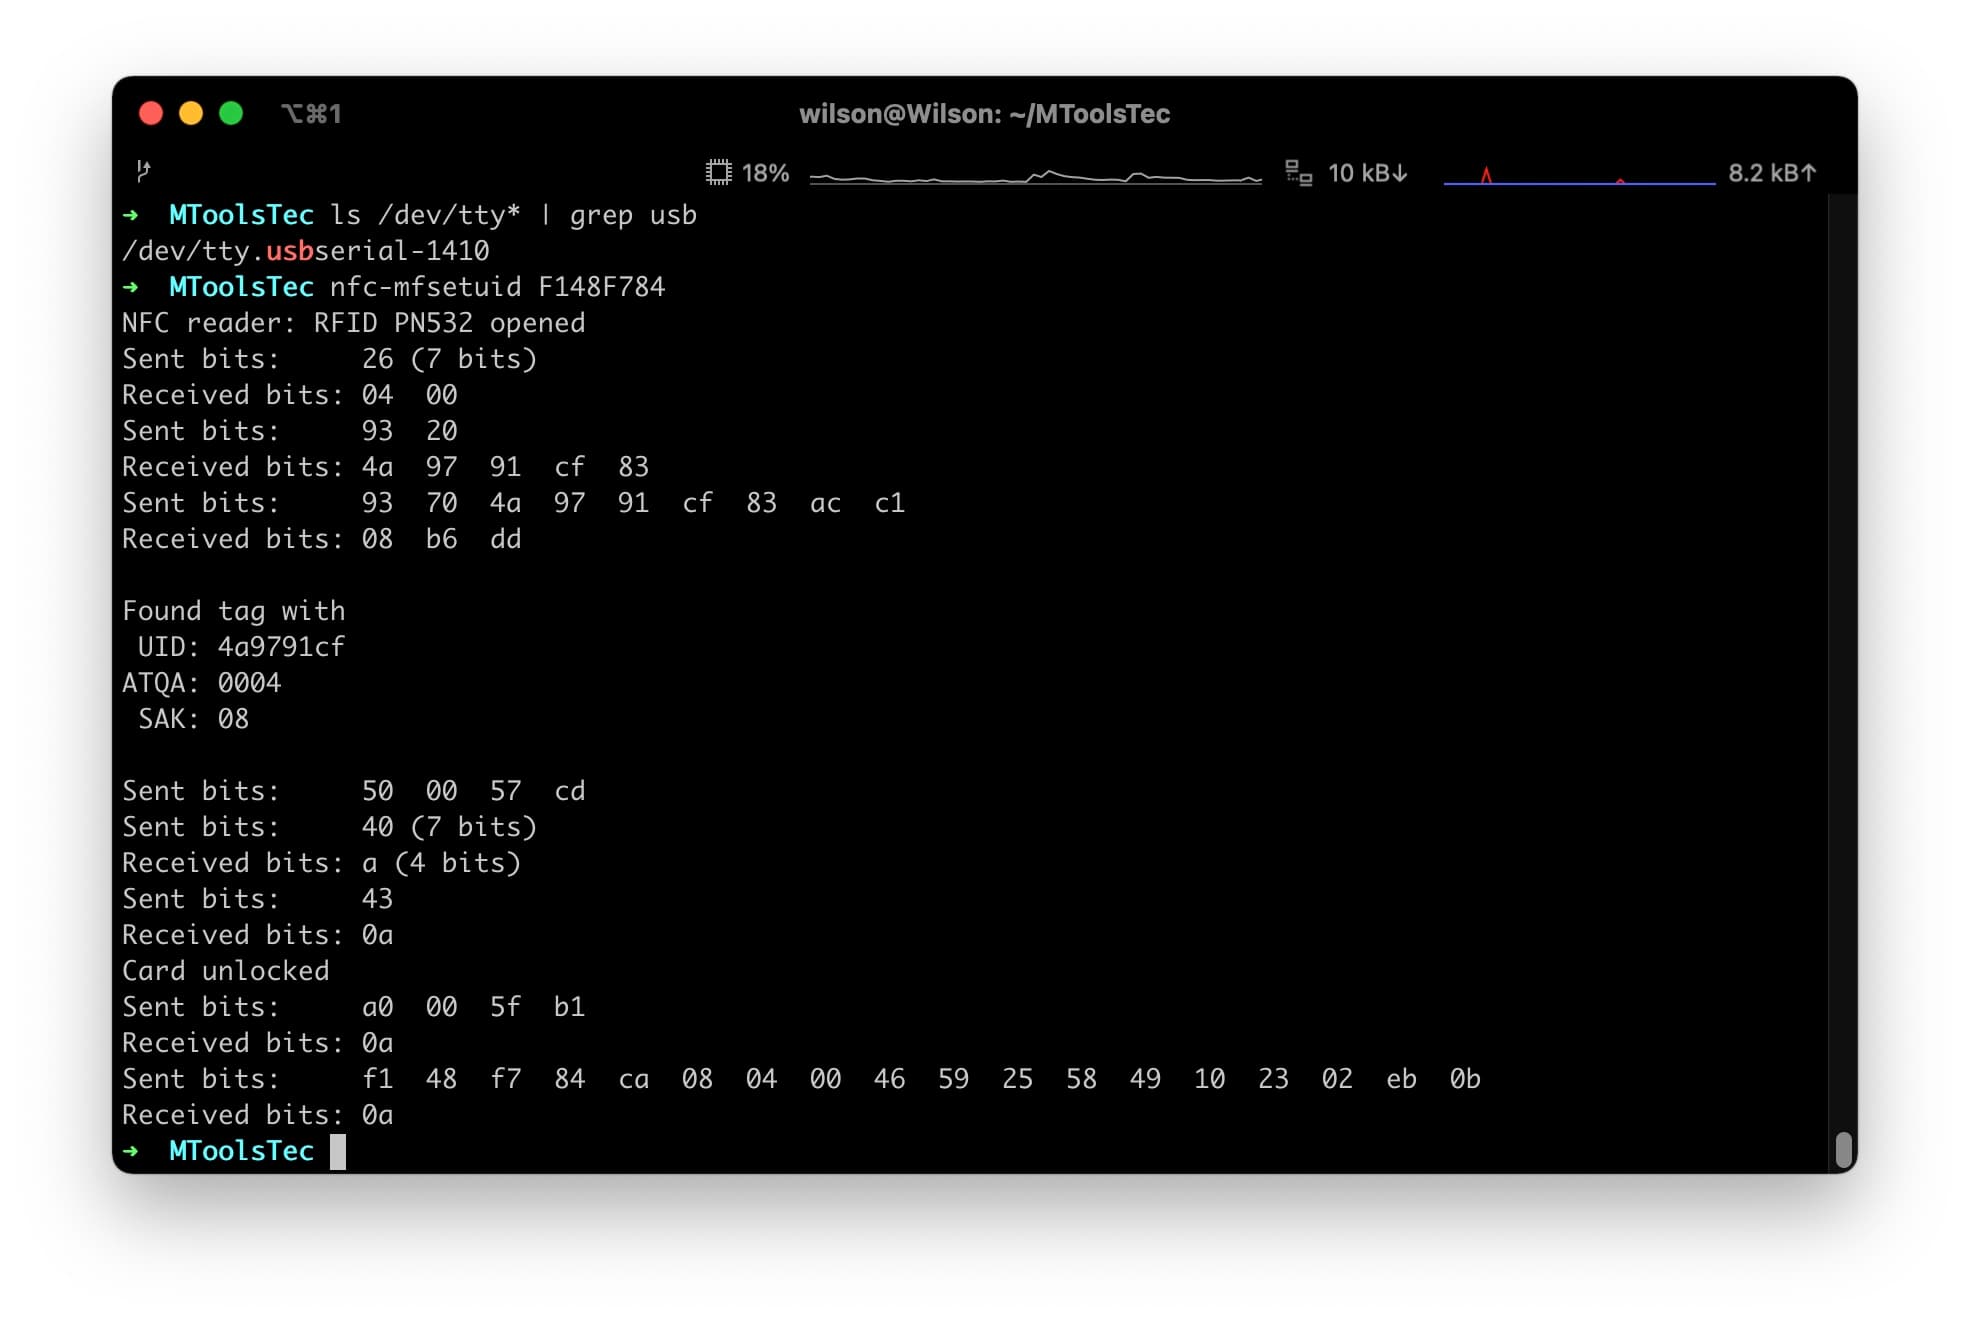 ⌥⌘1 wilson@Wilson: ~/MToolsTec
18% 10 kB↓ 8.2 kB↑
➜  MToolsTec ls /dev/tty* | grep usb
/dev/tty.usbserial-1410
➜  MToolsTec nfc-mfsetuid F148F784
NFC reader: RFID PN532 opened
Sent bits:     26 (7 bits)
Received bits: 04  00
Sent bits:     93  20
Received bits: 4a  97  91  cf  83
Sent bits:     93  70  4a  97  91  cf  83  ac  c1
Received bits: 08  b6  dd
Found tag with
 UID: 4a9791cf
ATQA: 0004
 SAK: 08
Sent bits:     50  00  57  cd
Sent bits:     40 (7 bits)
Received bits: a (4 bits)
Sent bits:     43
Received bits: 0a
Card unlocked
Sent bits:     a0  00  5f  b1
Received bits: 0a
Sent bits:     f1  48  f7  84  ca  08  04  00  46  59  25  58  49  10  23  02  eb  0b
Received bits: 0a
➜  MToolsTec